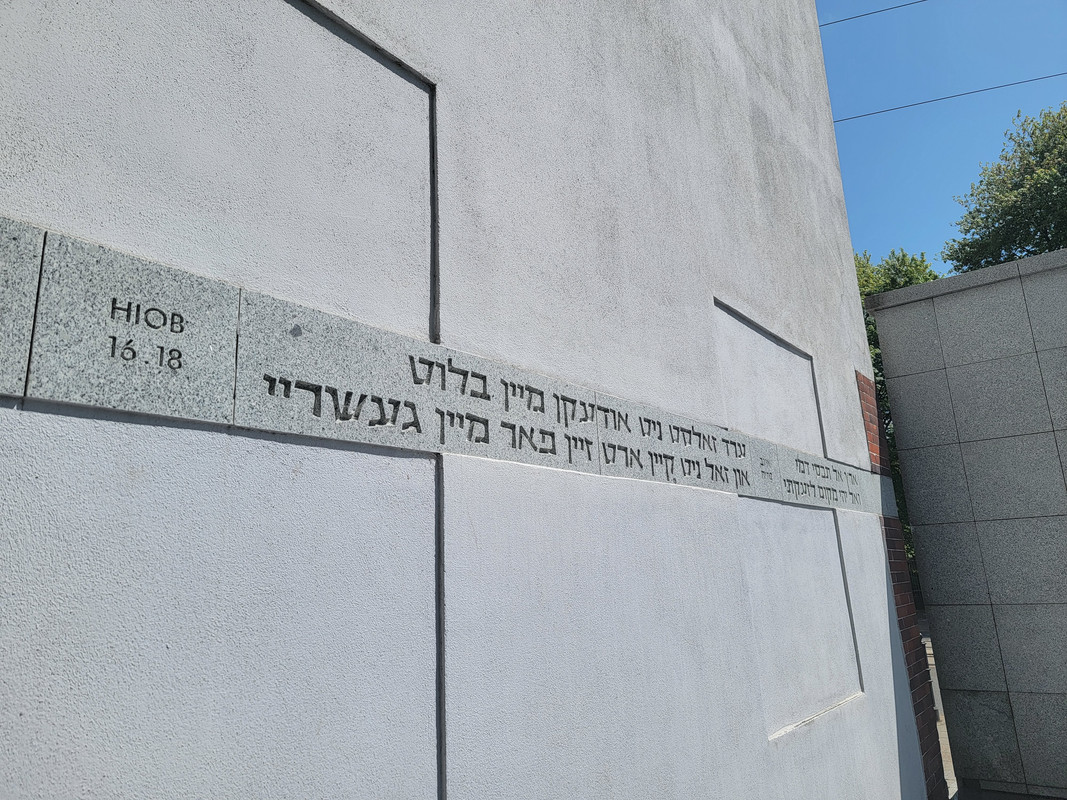 HIOB
16.18
ערד זאלסט ניט צודעקן מיין בלוט
און זאל ניט קיין ארט זיין פאר מיין געשריי
ארץ אל תכסי דמי
ואל יהי מקום לזעקתי